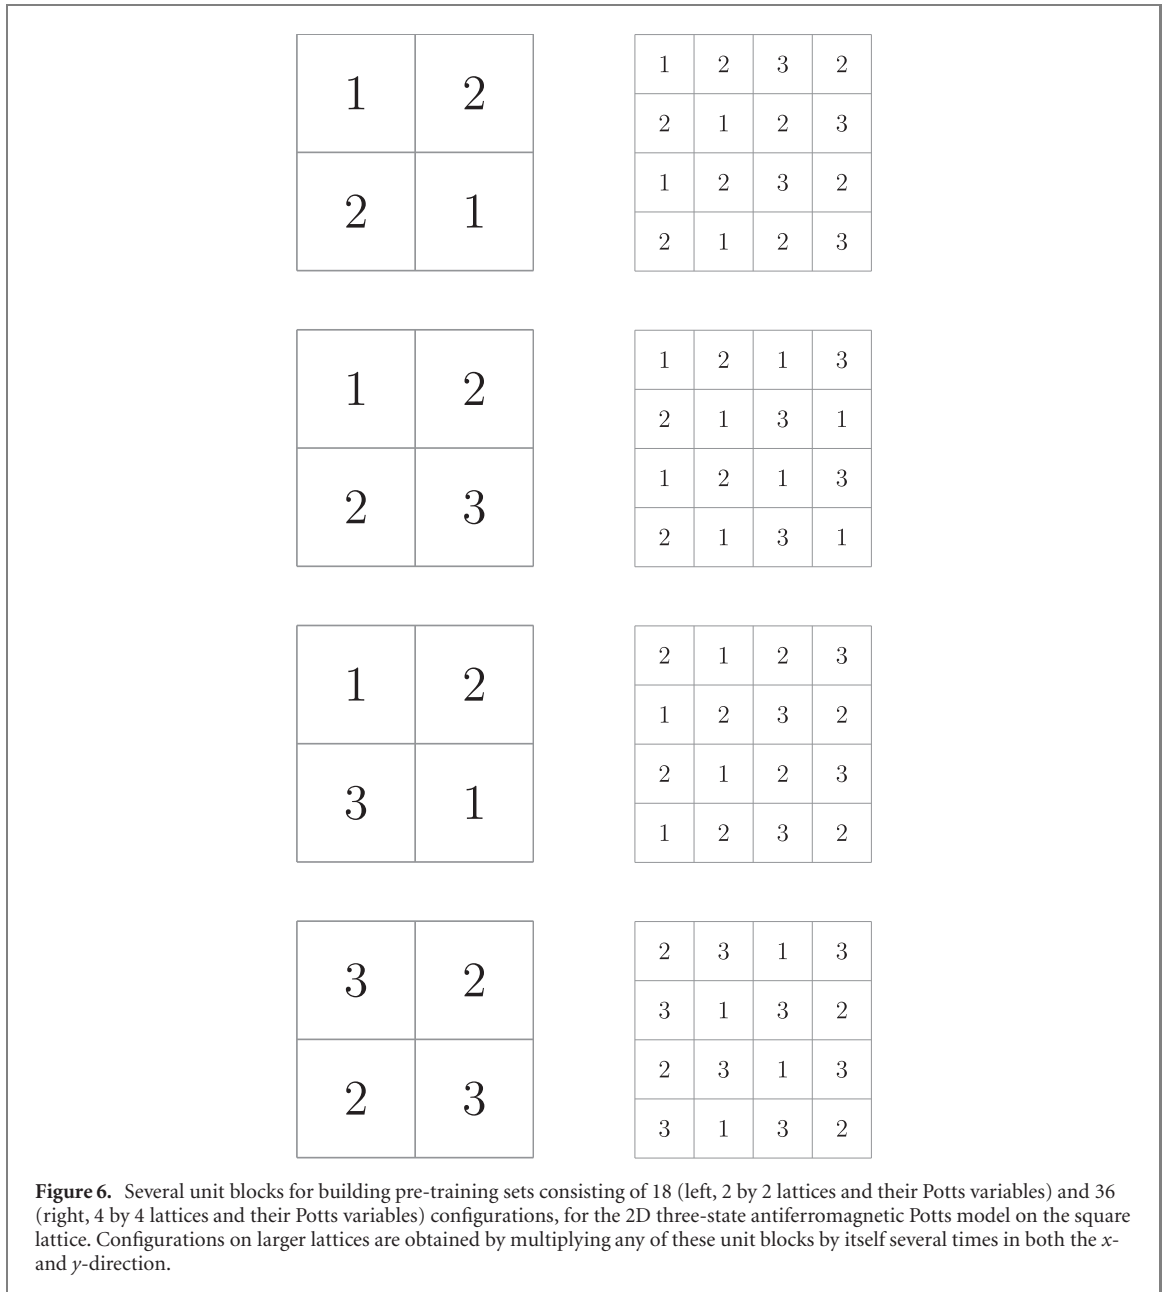 1 2
2 1
1 2 3 2
2 1 2 3
1 2 3 2
2 1 2 3
1 2
2 3
1 2 1 3
2 1 3 1
1 2 1 3
2 1 3 1
1 2
3 1
2 1 2 3
1 2 3 2
2 1 2 3
1 2 3 2
3 2
2 3
2 3 1 3
3 1 3 2
2 3 1 3
3 1 3 2
Figure 6. Several unit blocks for building pre-training sets consisting of 18 (left, 2 by 2 lattices and their Potts variables) and 36
(right, 4 by 4 lattices and their Potts variables) configurations, for the 2D three-state antiferromagnetic Potts model on the square
lattice. Configurations on larger lattices are obtained by multiplying any of these unit blocks by itself several times in both the x-
and y-direction.